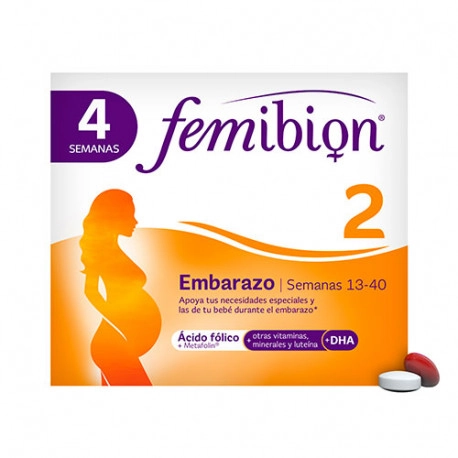 4
SEMANAS
femibion®
2
Embarazo | Semanas 13-40
Apoya tus necesidades especiales y
las de tu bebé durante el embarazo*
Ácido fólico
+ Metafolin®
+ otras vitaminas,
minerales y luteína
+DHA